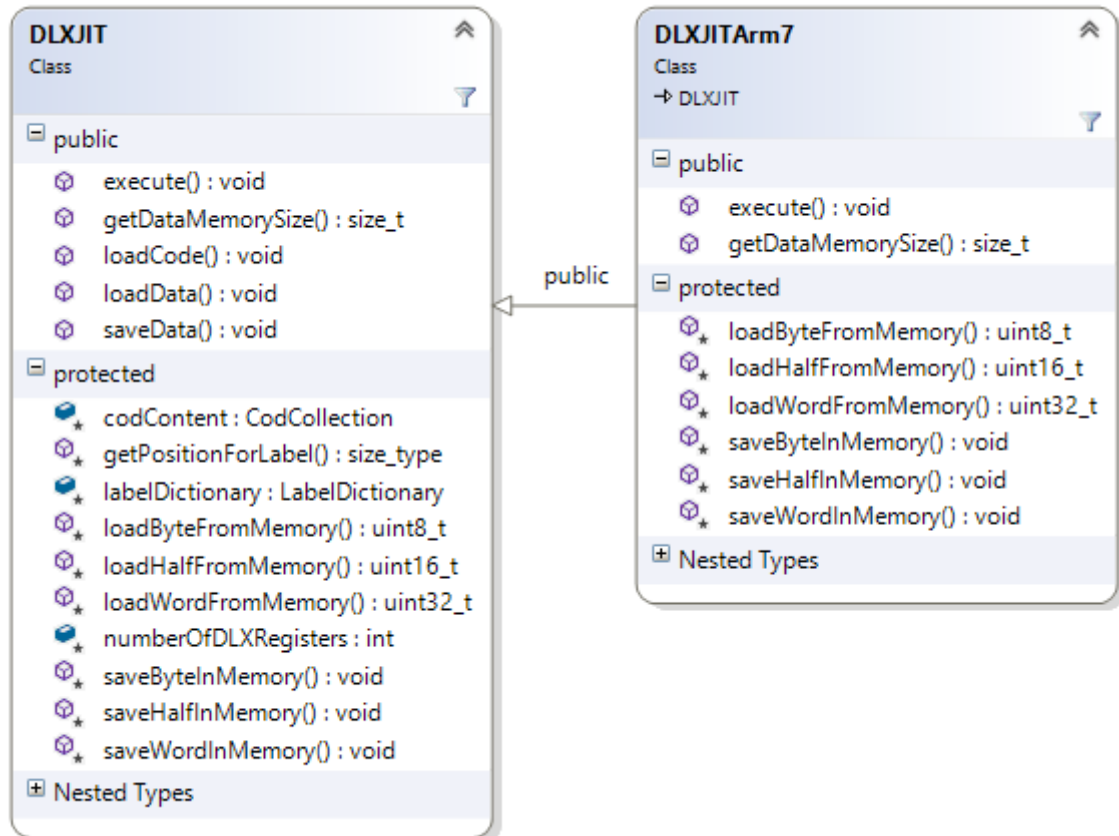 DLXJIT
Class
public
execute() : void
getDataMemorySize() : size_t
loadCode() : void
loadData() : void
saveData() : void
protected
codContent : CodCollection
getPositionForLabel() : size_type
labelDictionary : LabelDictionary
loadByteFromMemory() : uint8_t
loadHalfFromMemory() : uint16_t
loadWordFromMemory() : uint32_t
numberOfDLXRegisters : int
saveByteInMemory() : void
saveHalfInMemory() : void
saveWordInMemory() : void
Nested Types
public
DLXJITArm7
Class
DLXJIT
public
execute() : void
getDataMemorySize() : size_t
protected
loadByteFromMemory() : uint8_t
loadHalfFromMemory() : uint16_t
loadWordFromMemory() : uint32_t
saveByteInMemory() : void
saveHalfInMemory() : void
saveWordInMemory() : void
Nested Types